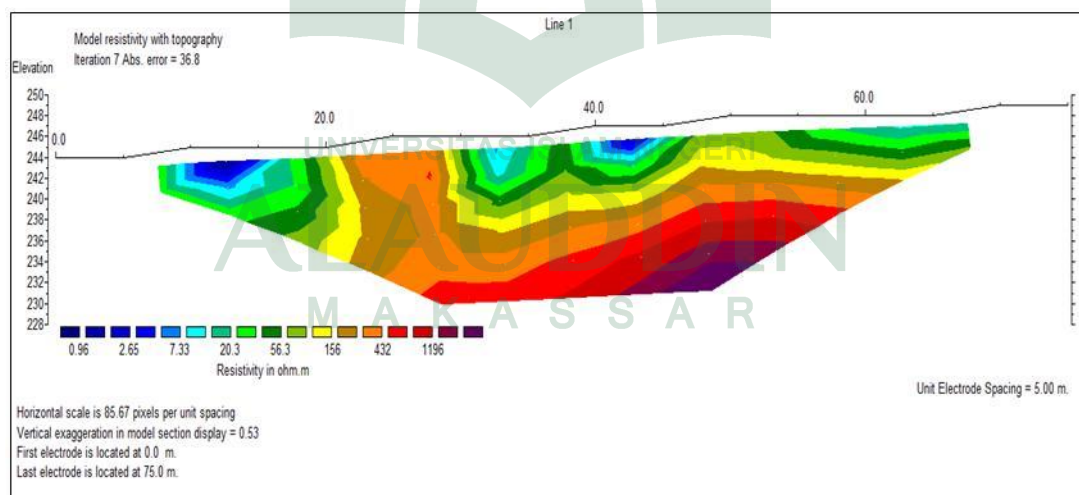 Line 1
Model resistivity with topography
Iteration 7 Abs. error = 36.8
Elevation
250
248
246
244
242
240
238
236
234
232
230
228
0.0
20.0
40.0
60.0
UNIVERSITAS ISLAM NEGERI
ALAUDDIN
MAKASSAR
0.96 2.65 7.33 20.3 56.3 156 432 1196
Resistivity in ohm.m
Unit Electrode Spacing = 5.00 m.
Horizontal scale is 85.67 pixels per unit spacing
Vertical exaggeration in model section display = 0.53
First electrode is located at 0.0 m.
Last electrode is located at 75.0 m.